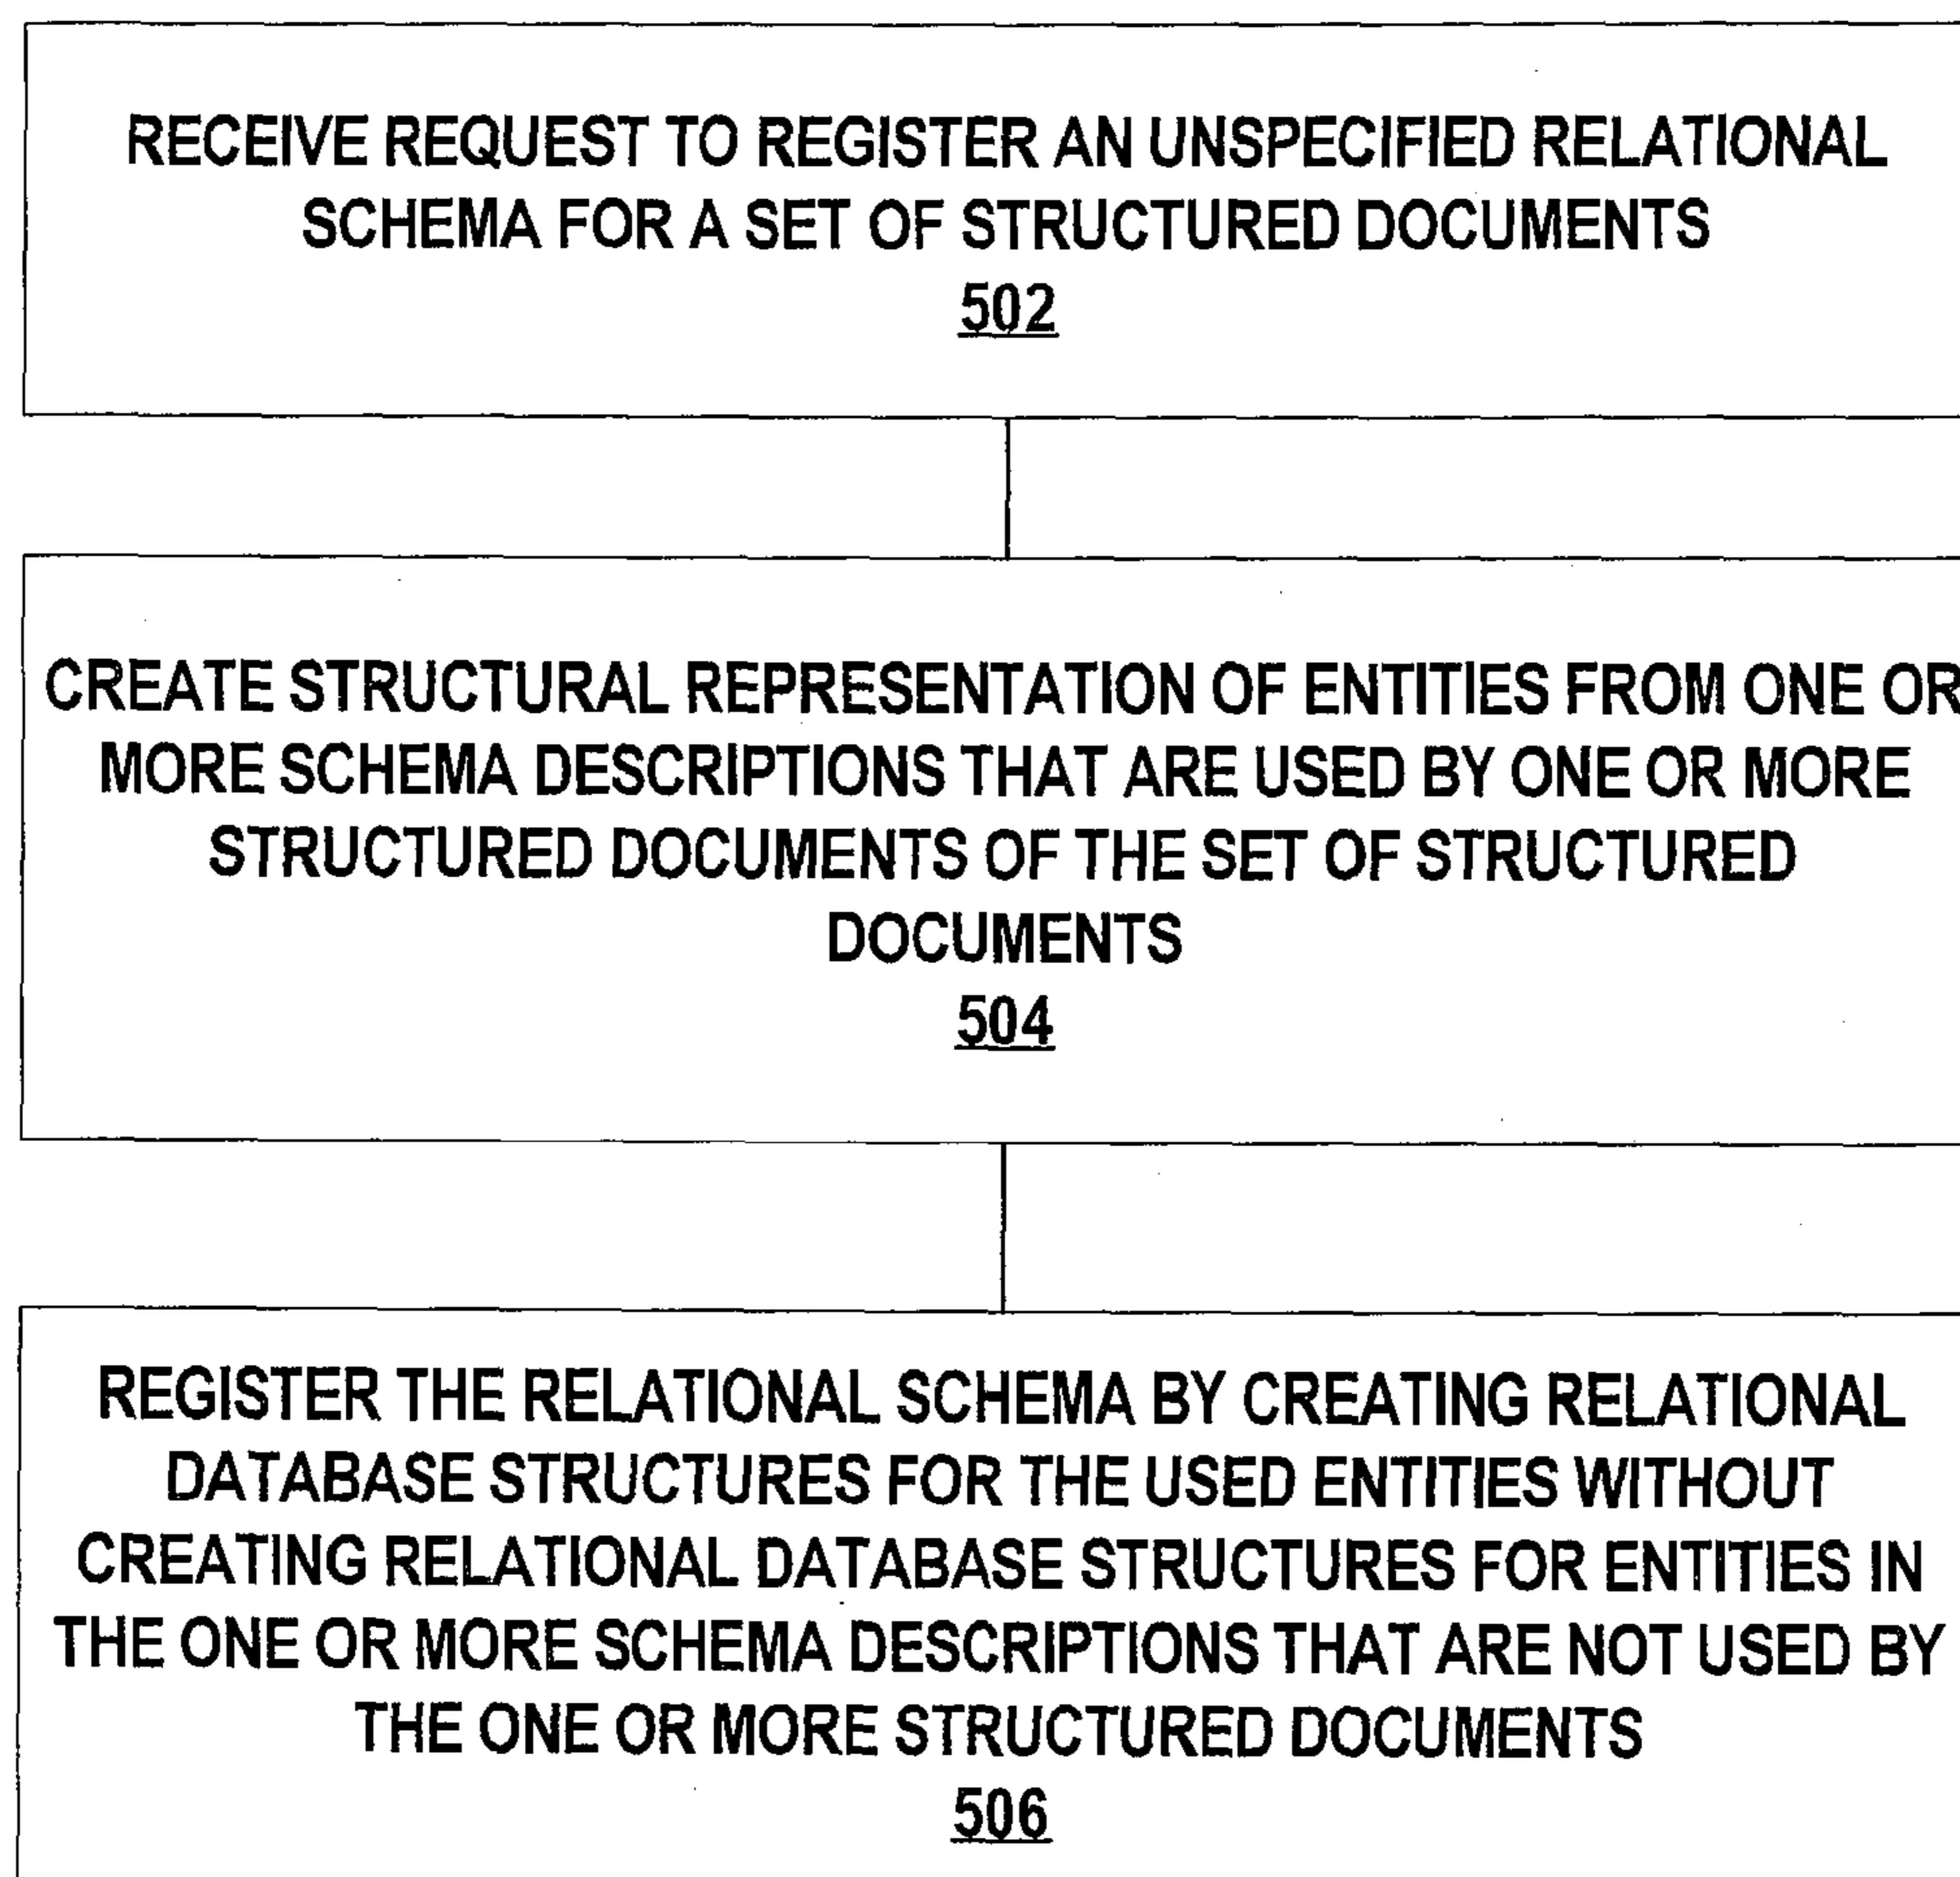 RECEIVE REQUEST TO REGISTER AN UNSPECIFIED RELATIONAL
SCHEMA FOR A SET OF STRUCTURED DOCUMENTS
502
CREATE STRUCTURAL REPRESENTATION OF ENTITIES FROM ONE OR
MORE SCHEMA DESCRIPTIONS THAT ARE USED BY ONE OR MORE
STRUCTURED DOCUMENTS OF THE SET OF STRUCTURED
DOCUMENTS
504
REGISTER THE RELATIONAL SCHEMA BY CREATING RELATIONAL
DATABASE STRUCTURES FOR THE USED ENTITIES WITHOUT
CREATING RELATIONAL DATABASE STRUCTURES FOR ENTITIES IN
THE ONE OR MORE SCHEMA DESCRIPTIONS THAT ARE NOT USED BY
THE ONE OR MORE STRUCTURED DOCUMENTS
506